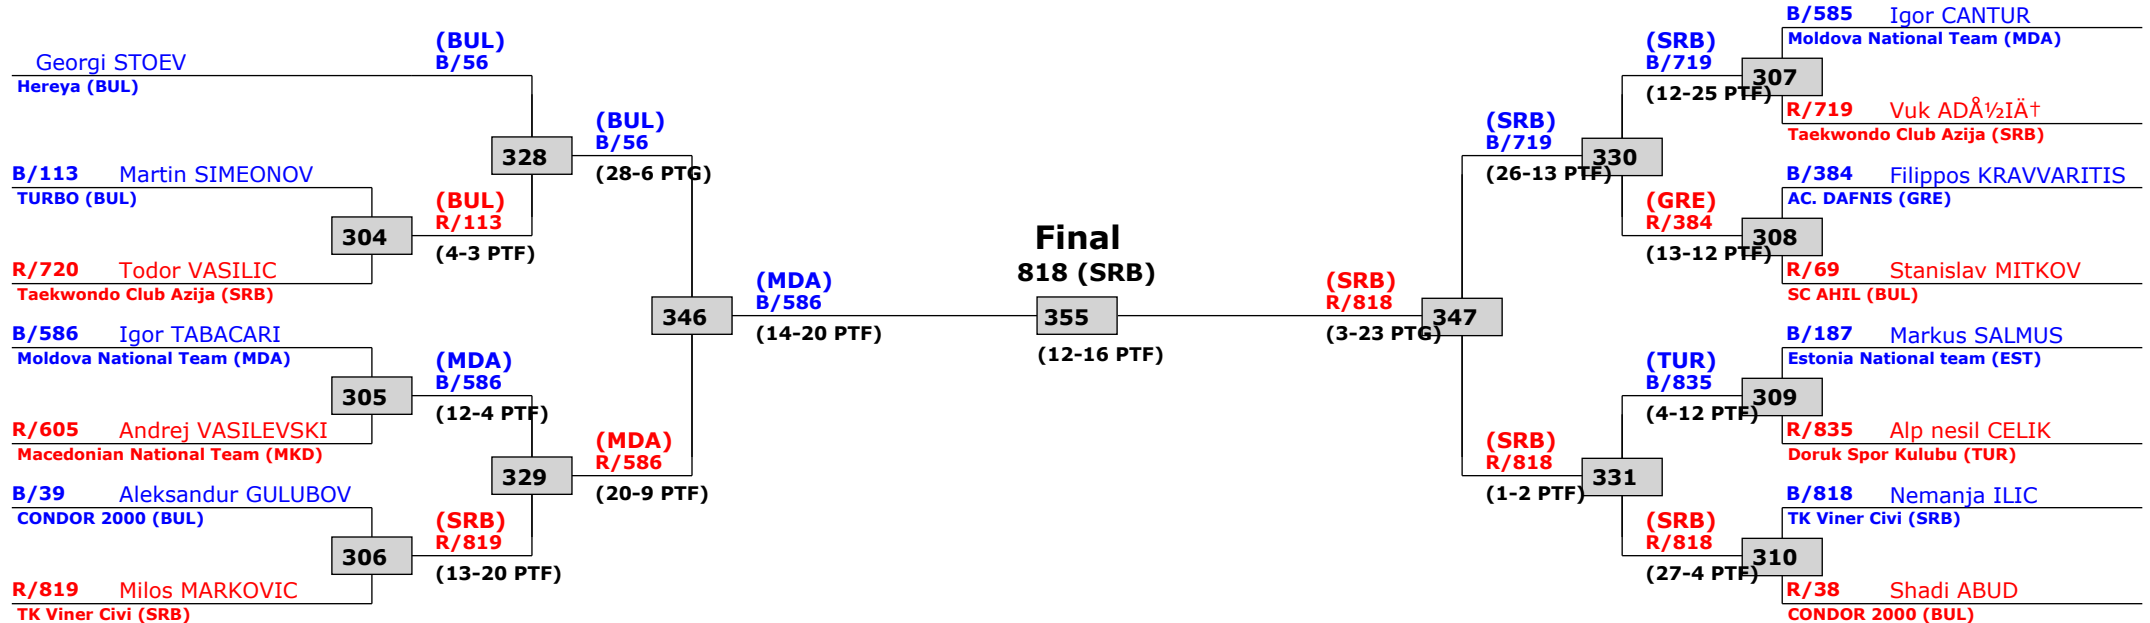 Georgi STOEV
Hereya (BUL)
B/113 Martin SIMEONOV
TURBO (BUL)
R/720 Todor VASILIC
Taekwondo Club Azija (SRB)
B/586 Igor TABACARI
Moldova National Team (MDA)
R/605 Andrej VASILEVSKI
Macedonian National Team (MKD)
B/39 Aleksandur GULUBOV
CONDOR 2000 (BUL)
R/819 Milos MARKOVIC
TK Viner Civi (SRB)
304
305
306
(BUL)
B/56
(BUL)
R/113
(4-3 PTF)
(MDA)
B/586
(12-4 PTF)
(SRB)
R/819
(13-20 PTF)
328
329
(BUL)
B/56
(28-6 PTG)
(MDA)
R/586
(20-9 PTF)
346
(MDA)
B/586
(14-20 PTF)
Final
818 (SRB)
355
(12-16 PTF)
(SRB)
R/818
(3-23 PTG)
347
(SRB)
B/719
(26-13 PTF)
(SRB)
R/818
(1-2 PTF)
330
331
(SRB)
B/719
(12-25 PTF)
(GRE)
R/384
(13-12 PTF)
(TUR)
B/835
(4-12 PTF)
(SRB)
R/818
(27-4 PTF)
307
308
309
310
B/585 Igor CANTUR
Moldova National Team (MDA)
R/719 Vuk ADÅ½IÄ†
Taekwondo Club Azija (SRB)
B/384 Filippos KRAVVARITIS
AC. DAFNIS (GRE)
R/69 Stanislav MITKOV
SC AHIL (BUL)
B/187 Markus SALMUS
Estonia National team (EST)
R/835 Alp nesil CELIK
Doruk Spor Kulubu (TUR)
B/818 Nemanja ILIC
TK Viner Civi (SRB)
R/38 Shadi ABUD
CONDOR 2000 (BUL)